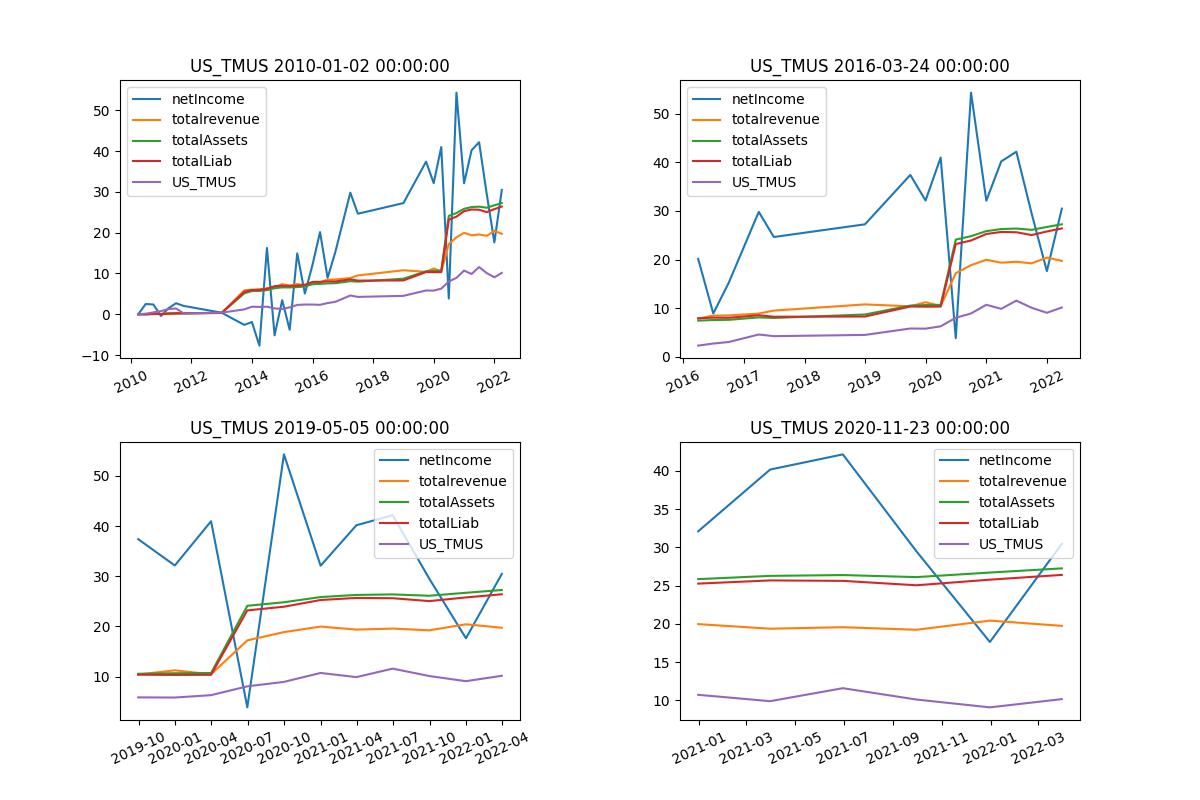 US_TMUS 2010-01-02 00:00:00
netIncome
totalrevenue
totalAssets
totalLiab
US_TMUS
50
40
30
20
10
0
−10
2010
2012
2014
2016
2018
2020
2022
US_TMUS 2016-03-24 00:00:00
netIncome
totalrevenue
totalAssets
totalLiab
US_TMUS
50
40
30
20
10
0
2016
2017
2018
2019
2020
2021
2022
US_TMUS 2019-05-05 00:00:00
netIncome
totalrevenue
totalAssets
totalLiab
US_TMUS
50
40
30
20
10
2019-10
2020-01
2020-04
2020-07
2020-10
2021-01
2021-04
2021-07
2021-10
2022-01
2022-04
US_TMUS 2020-11-23 00:00:00
netIncome
totalrevenue
totalAssets
totalLiab
US_TMUS
40
35
30
25
20
15
10
2021-01
2021-03
2021-05
2021-07
2021-09
2021-11
2022-01
2022-03